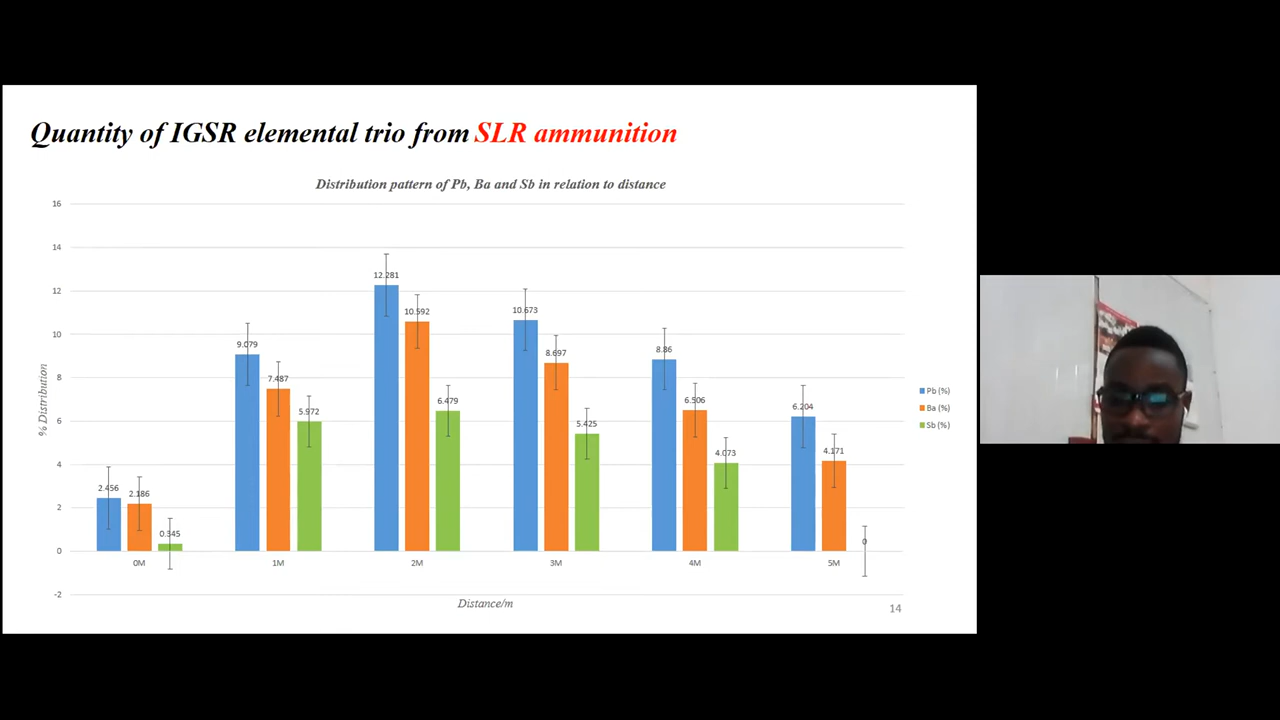 Quantity of IGSR elemental trio from SLR ammunition
Distribution pattern of Pb, Ba and Sb in relation to distance
16
14
12
10
8
6
4
2
0
-2
% Distribution
2.456
2.186
0.345
9.079
7.487
5.972
12.281
10.592
6.479
10.673
8.697
5.425
8.86
6.506
4.073
6.204
4.171
0
0M
1M
2M
3M
4M
5M
Distance/m
Pb (%)
Ba (%)
Sb (%)
14